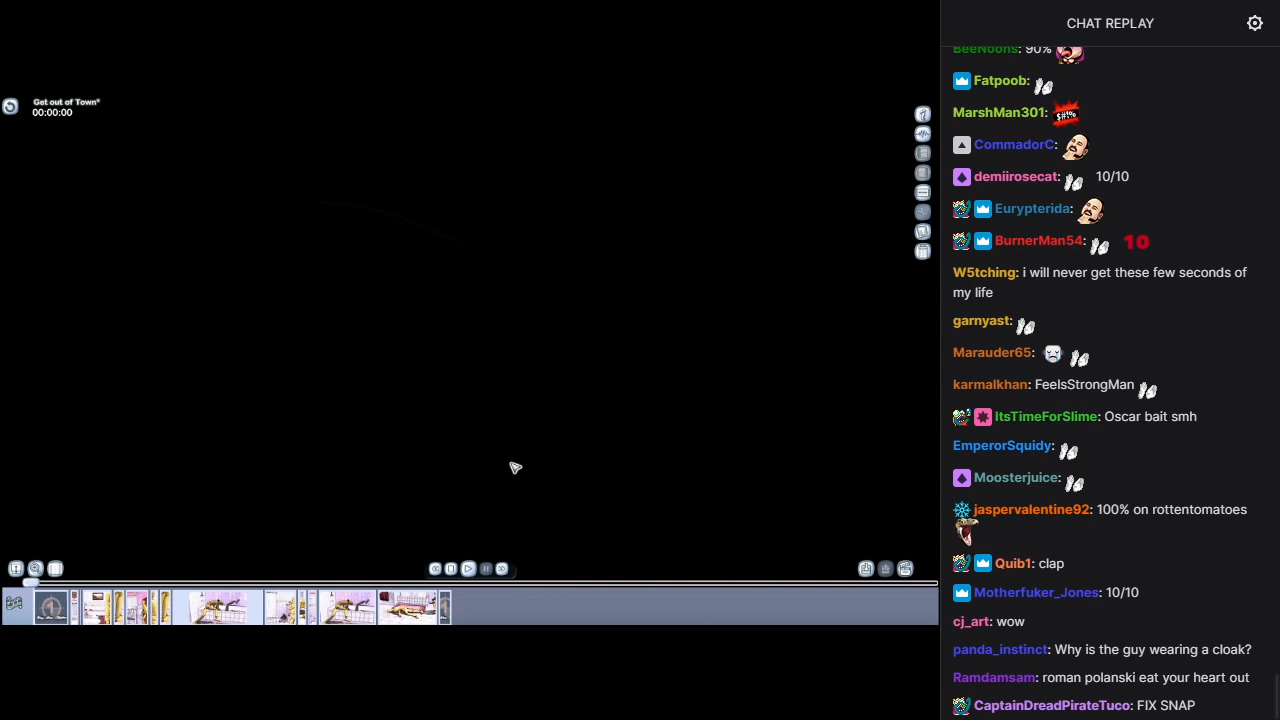 CHAT REPLAY
Get out of Town*
00:00:00
BeeNoons: 90%
Fatpoob:
MarshMan301:
$#!%
CommadorC:
demiirosecat: 10/10
Eurypterida:
BurnerMan54: 10
W5tching: i will never get these few seconds of
my life
garnyast:
Marauder65:
karmalkhan: FeelsStrongMan
ItsTimeForSlime: Oscar bait smh
EmperorSquidy:
Moosterjuice:
jaspervalentine92: 100% on rottentomatoes
Quib1: clap
Motherfuker_Jones: 10/10
cj_art: wow
panda_instinct: Why is the guy wearing a cloak?
Ramdamsam: roman polanski eat your heart out
CaptainDreadPirateTuco: FIX SNAP